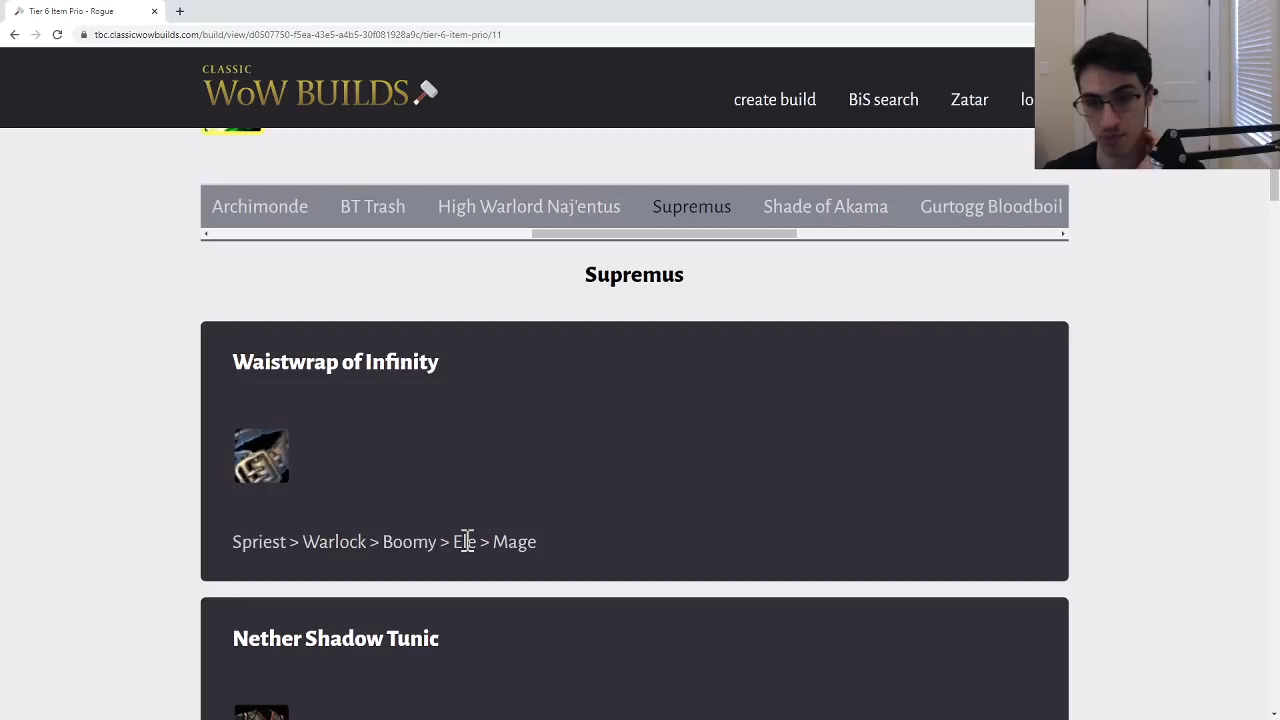 Tier 6 Item Prio - Rogue
tbc.classicwowbuilds.com/build/view/d0507750-f5ea-43e5-a4b5-30f081928a9c/tier-6-item-prio/11
CLASSIC
WoW BUILDS
create build BiS search Zatar lo
Archimonde BT Trash High Warlord Naj'entus Supremus Shade of Akama Gurtogg Bloodboil
Supremus
Waistwrap of Infinity
Spriest > Warlock > Boomy > Ele > Mage
Nether Shadow Tunic